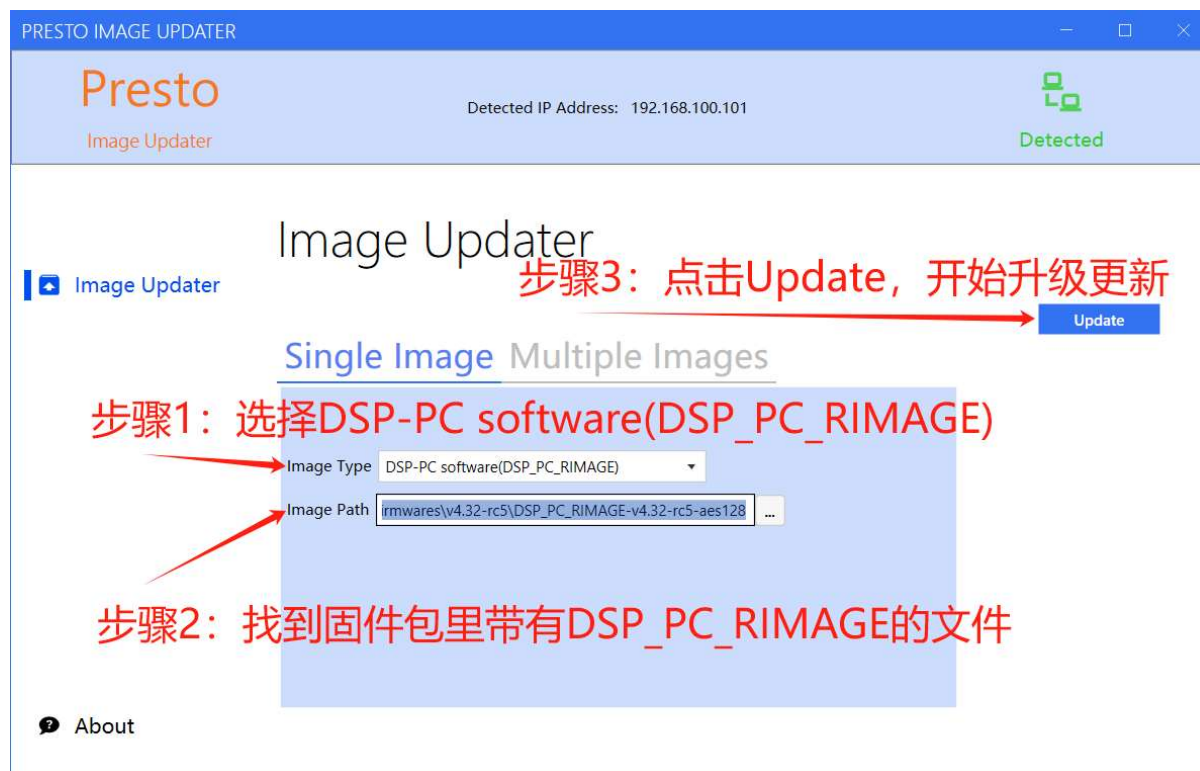 PRESTO IMAGE UPDATER
Presto
Image Updater
Detected IP Address: 192.168.100.101
Detected
Image Updater
步骤3：点击Update，开始升级更新
Image Updater
Update
Single Image
Multiple Images
步骤1：选择DSP-PC software(DSP_PC_RIMAGE)
Image Type
DSP-PC software(DSP_PC_RIMAGE)
Image Path
irmwares\v4.32-rc5\DSP_PC_RIMAGE-v4.32-rc5-aes128
...
步骤2：找到固件包里带有DSP_PC_RIMAGE的文件
About